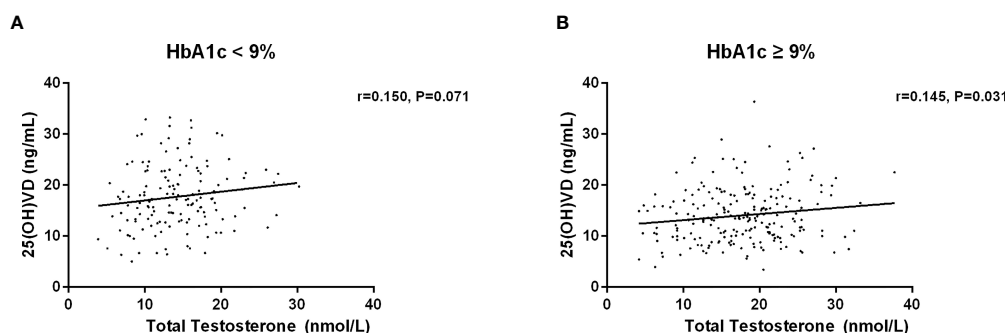 A
HbA1c < 9%
r=0.150, P=0.071
40
30
20
10
0
25(OH)VD (ng/mL)
0 10 20 30 40
Total Testosterone (nmol/L)
B
HbA1c ≥ 9%
r=0.145, P=0.031
40
30
20
10
0
25(OH)VD (ng/mL)
0 10 20 30 40
Total Testosterone (nmol/L)